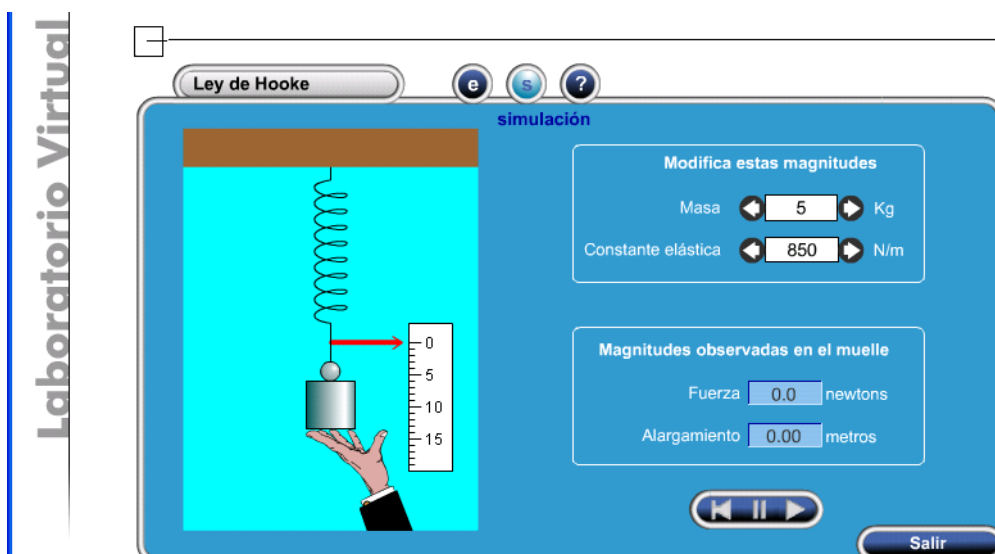 Laboratorio Virtual
Ley de Hooke
e s ?
simulación
Modifica estas magnitudes
Masa 5 Kg
Constante elástica 850 N/m
0
5
10
15
Magnitudes observadas en el muelle
Fuerza 0.0 newtons
Alargamiento 0.00 metros
Salir